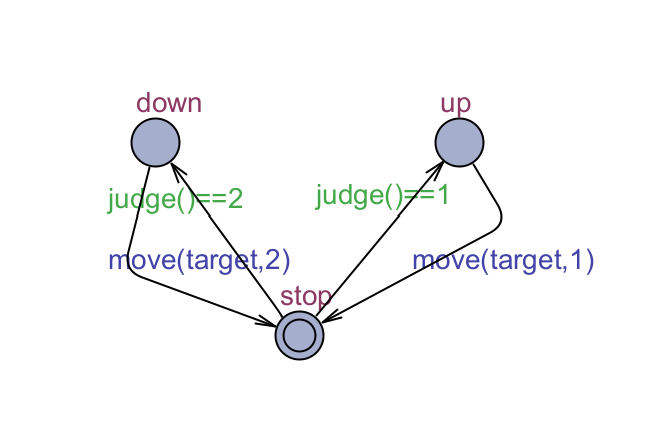 down
up
judge()==2
judge()==1
move(target,2)
move(target,1)
stop